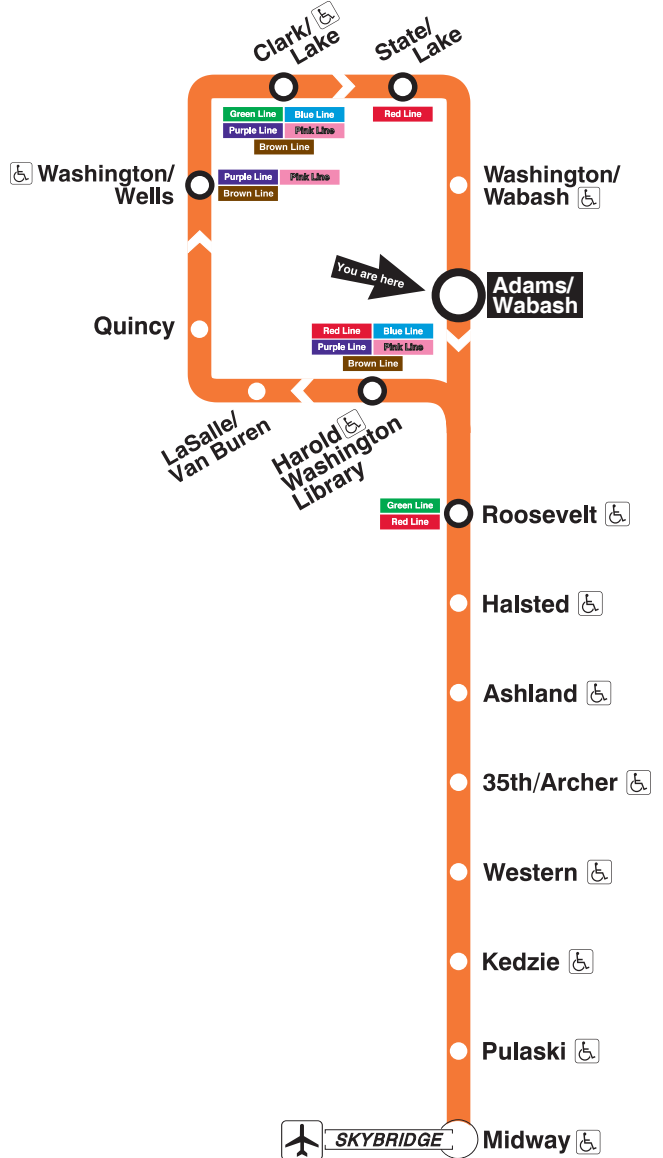 Clark/
Lake
State/
Lake
Green Line
Blue Line
Purple Line
Pink Line
Brown Line
Red Line
Washington/
Wells
Purple Line
Pink Line
Brown Line
Washington/
Wabash
You are here
Adams/
Wabash
Quincy
Red Line
Blue Line
Purple Line
Pink Line
Brown Line
LaSalle/
Van Buren
Harold
Washington
Library
Green Line
Red Line
Roosevelt
Halsted
Ashland
35th/Archer
Western
Kedzie
Pulaski
SKYBRIDGE
Midway